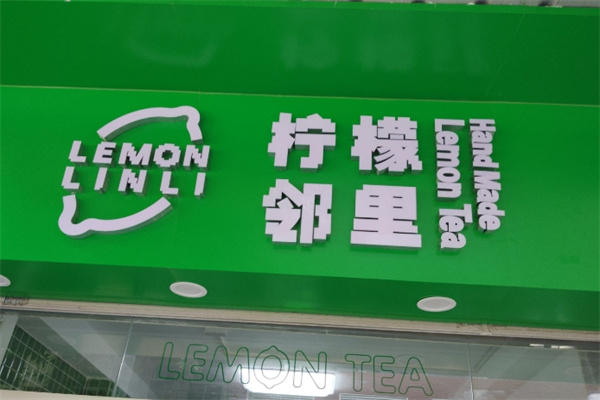 LEMON
LINLI
柠檬
邻里
Hand Made
Lemon Tea
LEMON TEA